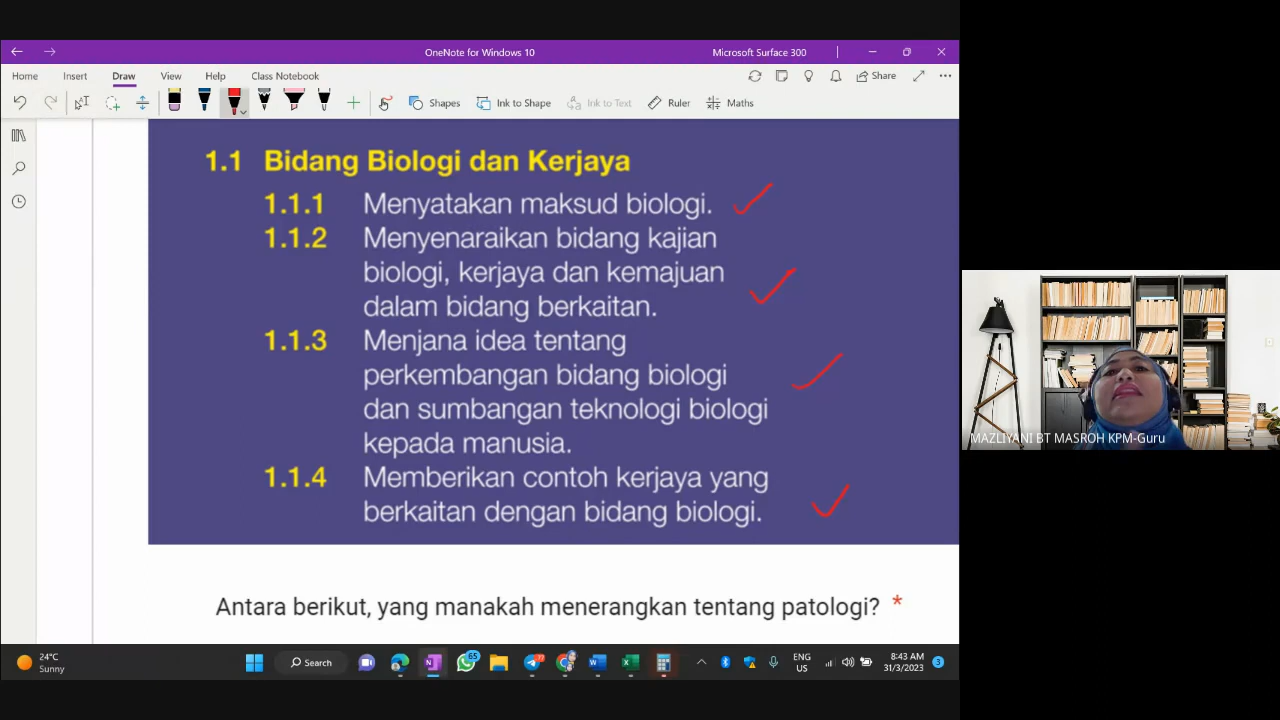 OneNote for Windows 10
Microsoft Surface 300
Home Insert Draw View Help Class Notebook
Share
Shapes Ink to Shape Ink to Text Ruler Maths
1.1 Bidang Biologi dan Kerjaya
1.1.1 Menyatakan maksud biologi.
1.1.2 Menyenaraikan bidang kajian
biologi, kerjaya dan kemajuan
dalam bidang berkaitan.
1.1.3 Menjana idea tentang
perkembangan bidang biologi
dan sumbangan teknologi biologi
kepada manusia.
1.1.4 Memberikan contoh kerjaya yang
berkaitan dengan bidang biologi.
Antara berikut, yang manakah menerangkan tentang patologi? *
MAZLIYANI BT MASROH KPM-Guru
24°C
Sunny
Search
65
77
ENG
US
8:43 AM
31/3/2023
3